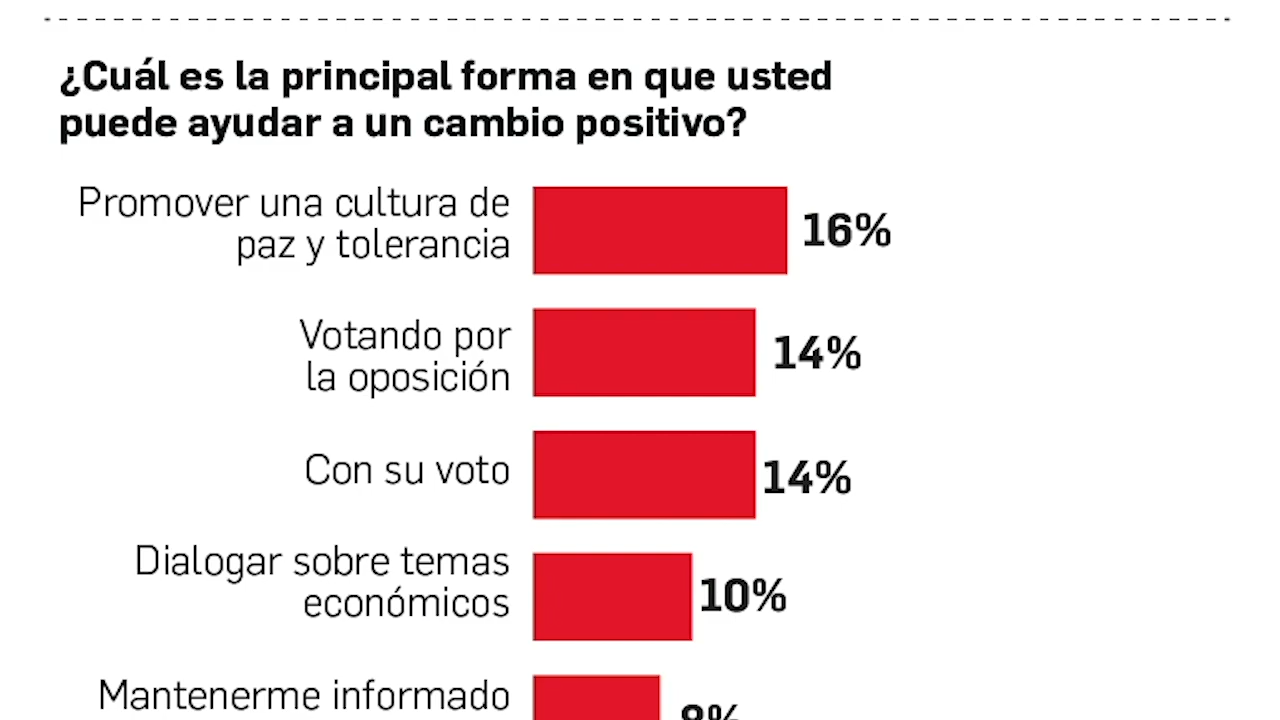 ¿Cuál es la principal forma en que usted
puede ayudar a un cambio positivo?
Promover una cultura de
paz y tolerancia
16%
Votando por
la oposición
14%
Con su voto
14%
Dialogar sobre temas
económicos
10%
Mantenerme informado
8%